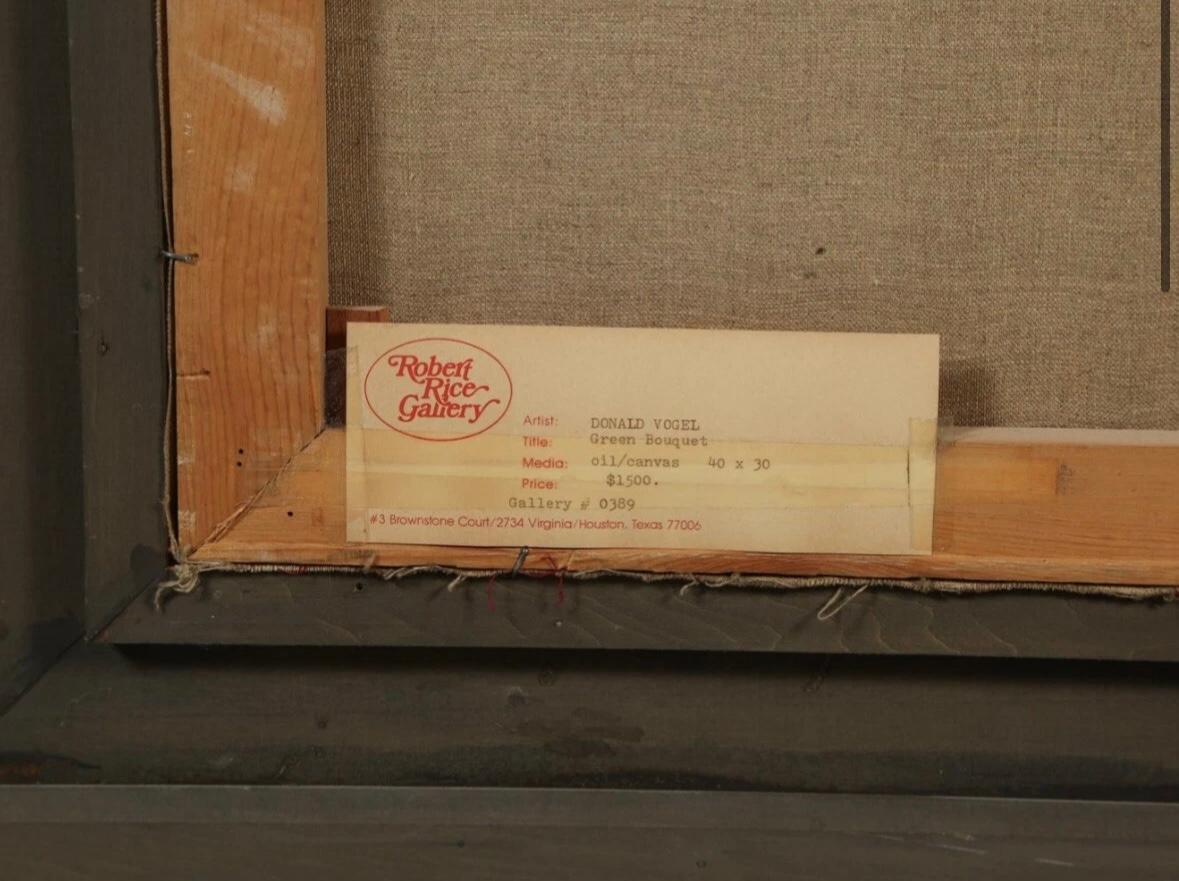 Robert
Rice
Gallery
Artist: DONALD VOGEL
Title: Green Bouquet
Media: oil/canvas 40 x 30
Price: $1500.
Gallery # 0389
#3 Brownstone Court/2734 Virginia/Houston, Texas 77006